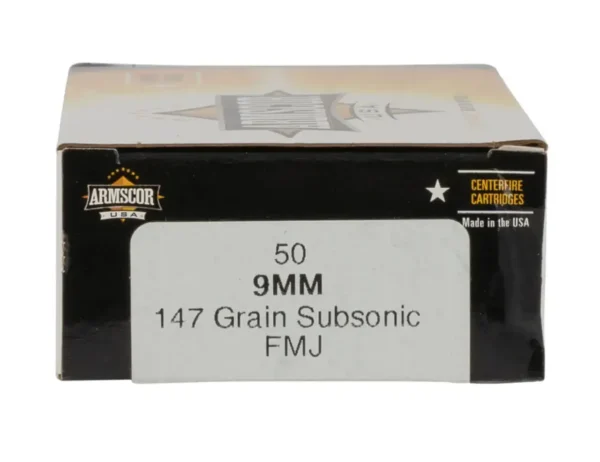 ARMSCOR
USA
CENTERFIRE
CARTRIDGES
Made in the USA
50
9MM
147 Grain Subsonic
FMJ